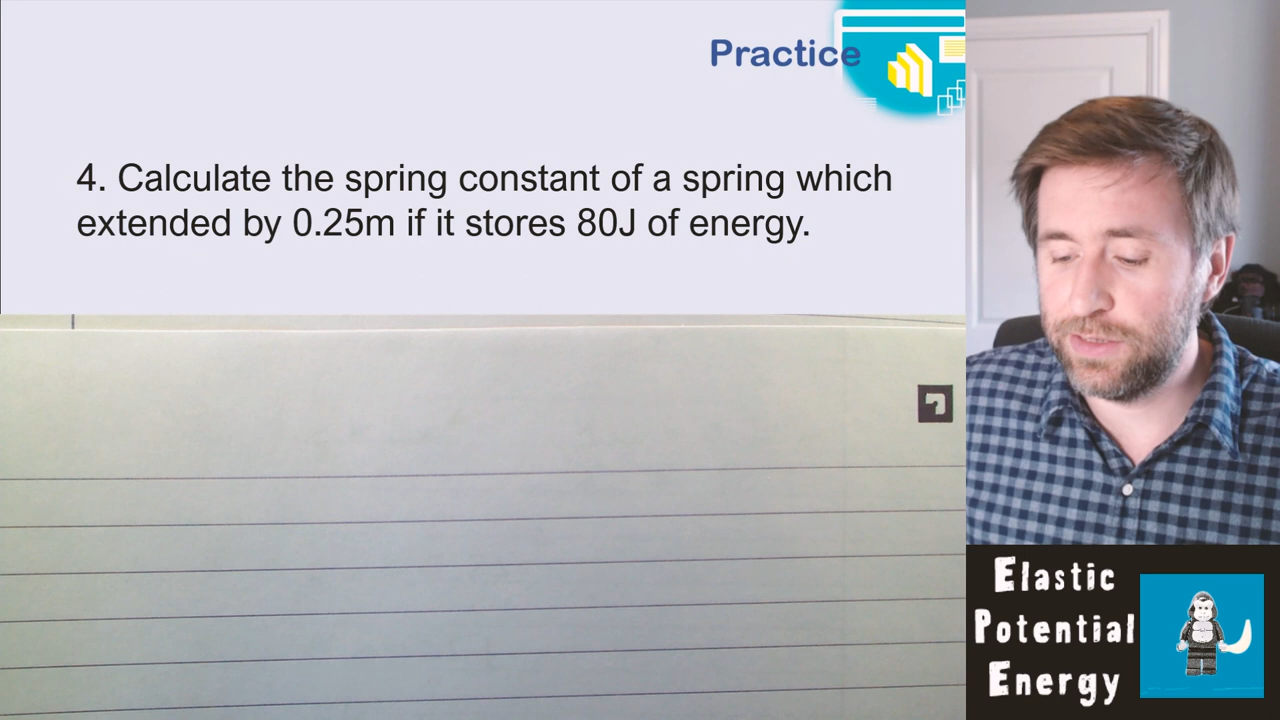 Practice
4. Calculate the spring constant of a spring which
extended by 0.25m if it stores 80J of energy.
Elastic
Potential
Energy